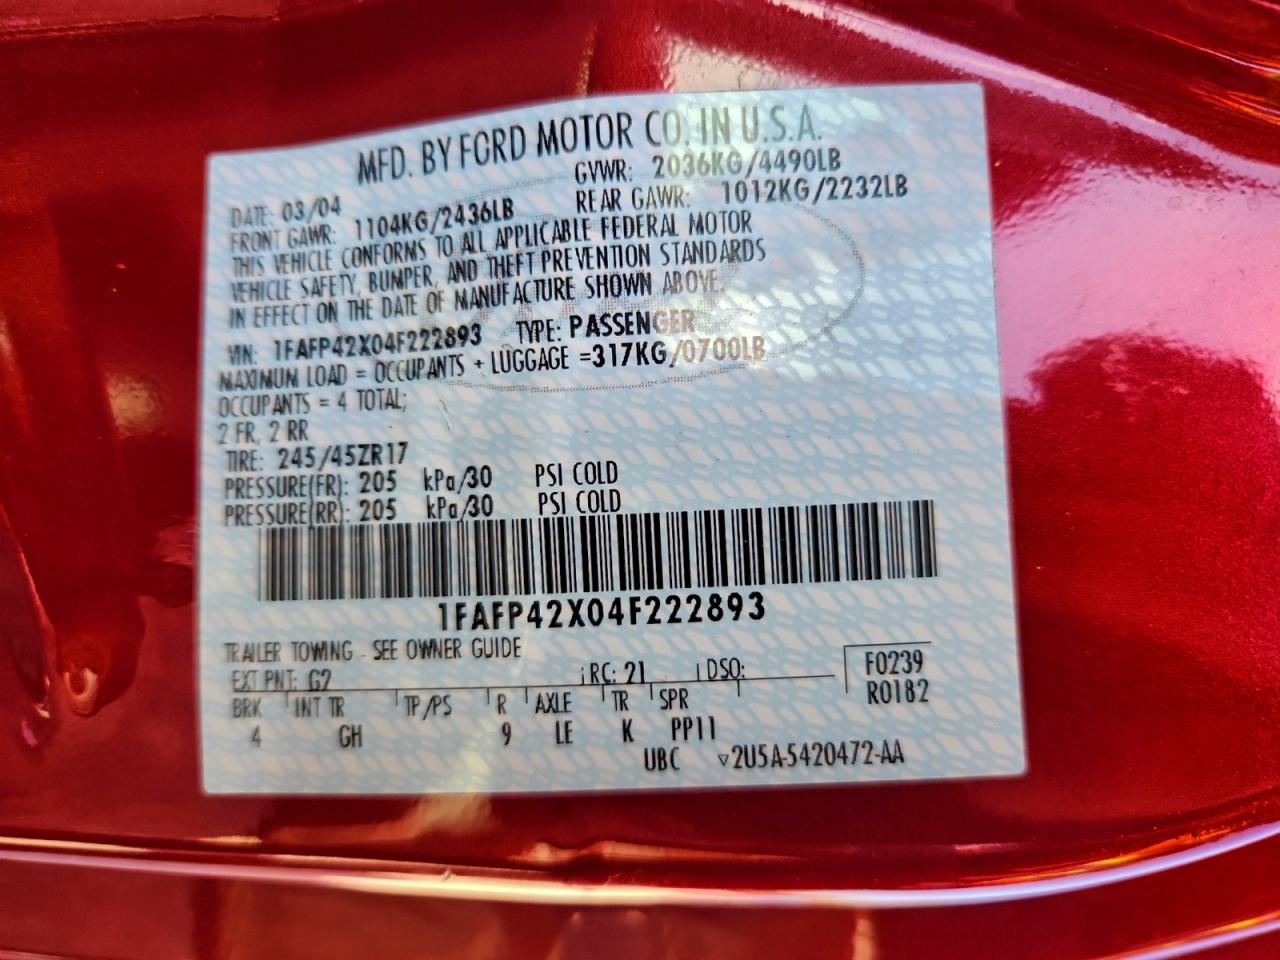 MFD. BY FORD MOTOR CO. IN U.S.A.
DATE: 03/04 GVWR: 2036KG/4490LB
FRONT GAWR: 1104KG/2436LB REAR GAWR: 1012KG/2232LB
THIS VEHICLE CONFORMS TO ALL APPLICABLE FEDERAL MOTOR
VEHICLE SAFETY, BUMPER, AND THEFT PREVENTION STANDARDS
IN EFFECT ON THE DATE OF MANUFACTURE SHOWN ABOVE.
VIN: 1FAFP42X04F222893 TYPE: PASSENGER
MAXIMUM LOAD = OCCUPANTS + LUGGAGE =317KG/0700LB
OCCUPANTS = 4 TOTAL;
2 FR, 2 RR
TIRE: 245/45ZR17
PRESSURE(FR): 205 kPa/30 PSI COLD
PRESSURE(RR): 205 kPa/30 PSI COLD
1FAFP42X04F222893
TRAILER TOWING - SEE OWNER GUIDE
EXT PNT: G2 RC: 21 DSO: F0239
R0182
BRK INT TR TP/PS R AXLE TR SPR
4 GH 9 LE K PP11
UBC ▽2U5A-5420472-AA